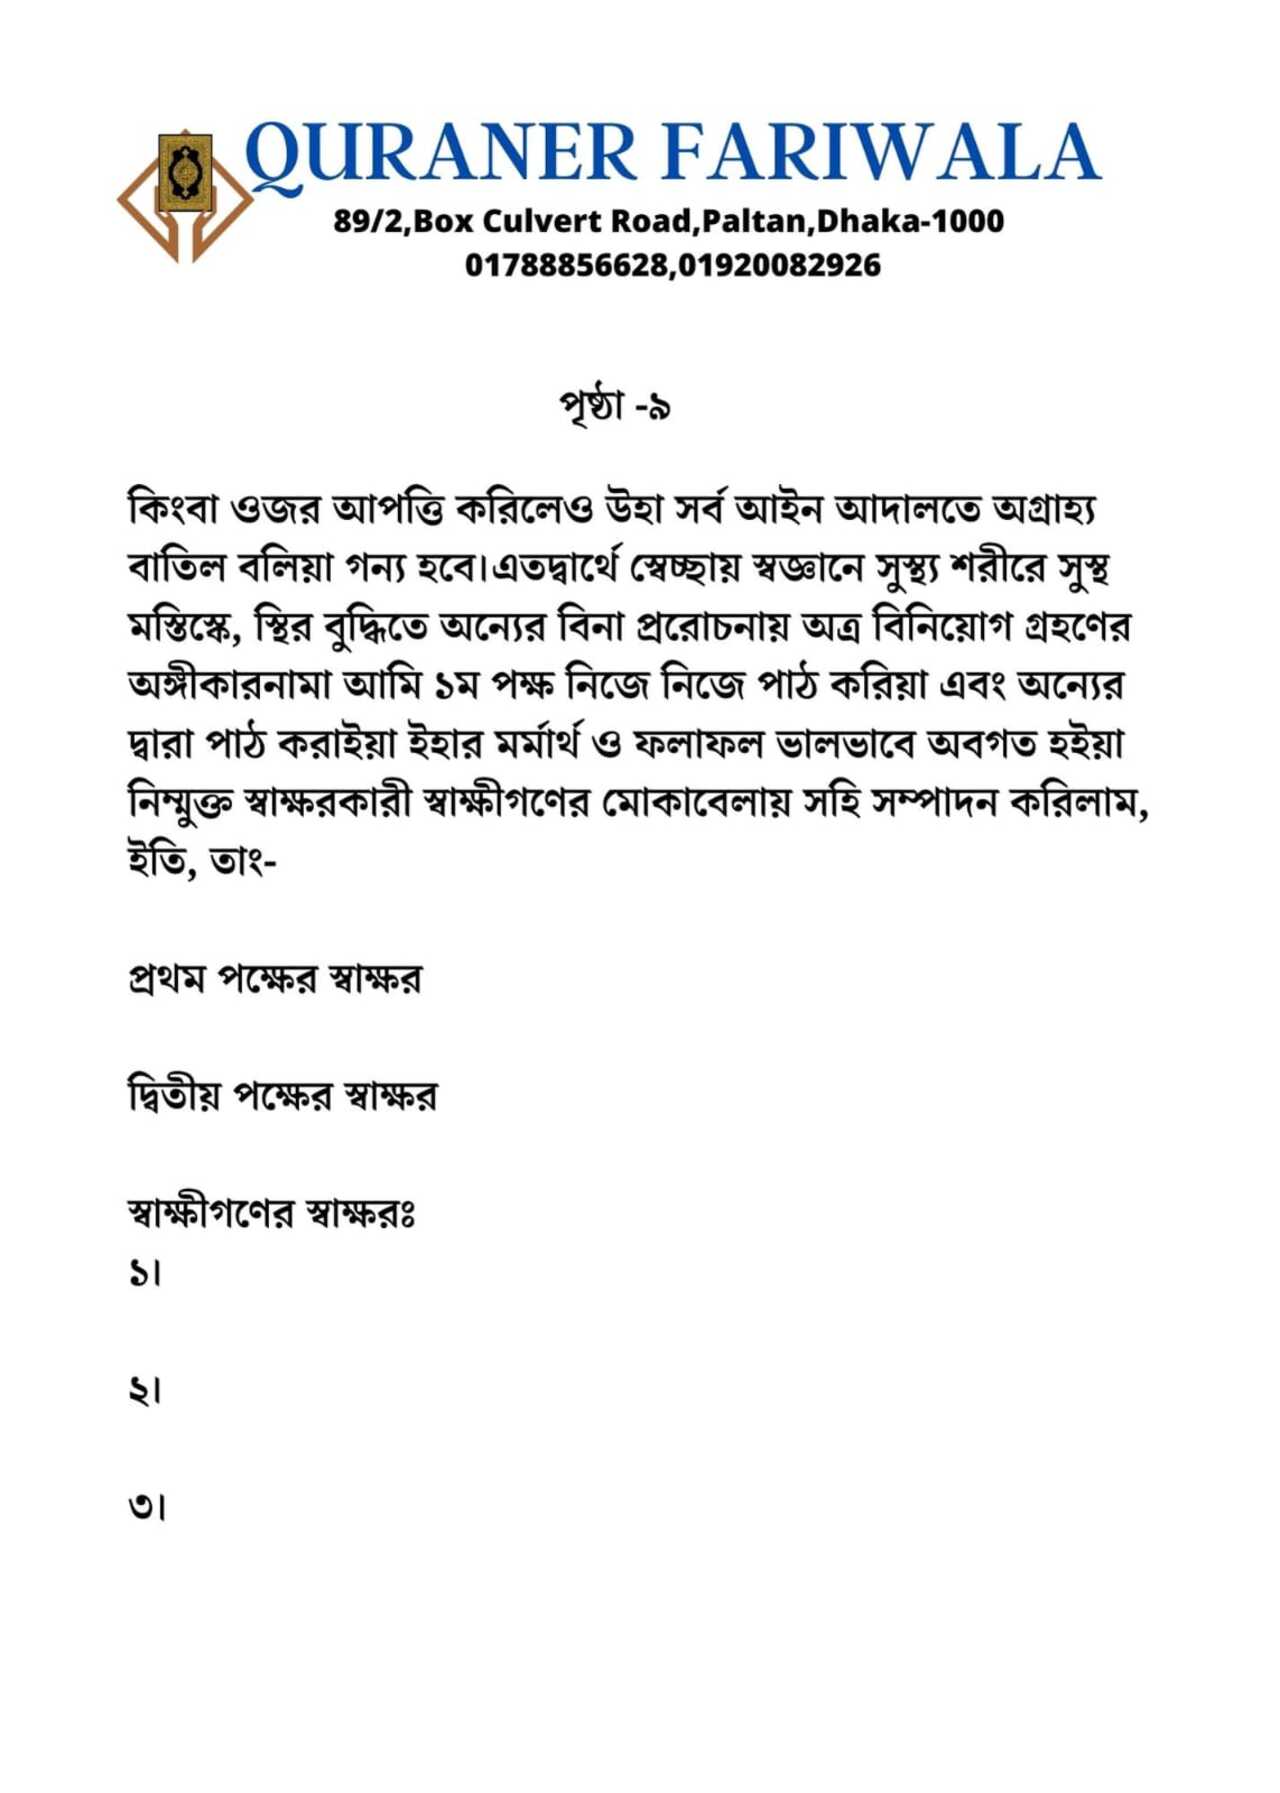 QURANER FARIWALA
89/2,Box Culvert Road,Paltan,Dhaka-1000
01788856628,01920082926
পৃষ্ঠা -৯
কিংবা ওজর আপত্তি করিলেও উহা সর্ব আইন আদালতে অগ্রাহ্য
বাতিল বলিয়া গন্য হবে।এতদ্বার্থে স্বেচ্ছায় স্বজ্ঞানে সুস্থ্য শরীরে সুস্থ
মস্তিস্কে, স্থির বুদ্ধিতে অন্যের বিনা প্ররোচনায় অত্র বিনিয়োগ গ্রহণের
অঙ্গীকারনামা আমি ১ম পক্ষ নিজে নিজে পাঠ করিয়া এবং অন্যের
দ্বারা পাঠ করাইয়া ইহার মর্মার্থ ও ফলাফল ভালভাবে অবগত হইয়া
নিম্মুক্ত স্বাক্ষরকারী স্বাক্ষীগণের মোকাবেলায় সহি সম্পাদন করিলাম,
ইতি, তাং-
প্রথম পক্ষের স্বাক্ষর
দ্বিতীয় পক্ষের স্বাক্ষর
স্বাক্ষীগণের স্বাক্ষরঃ
১।
২।
৩।